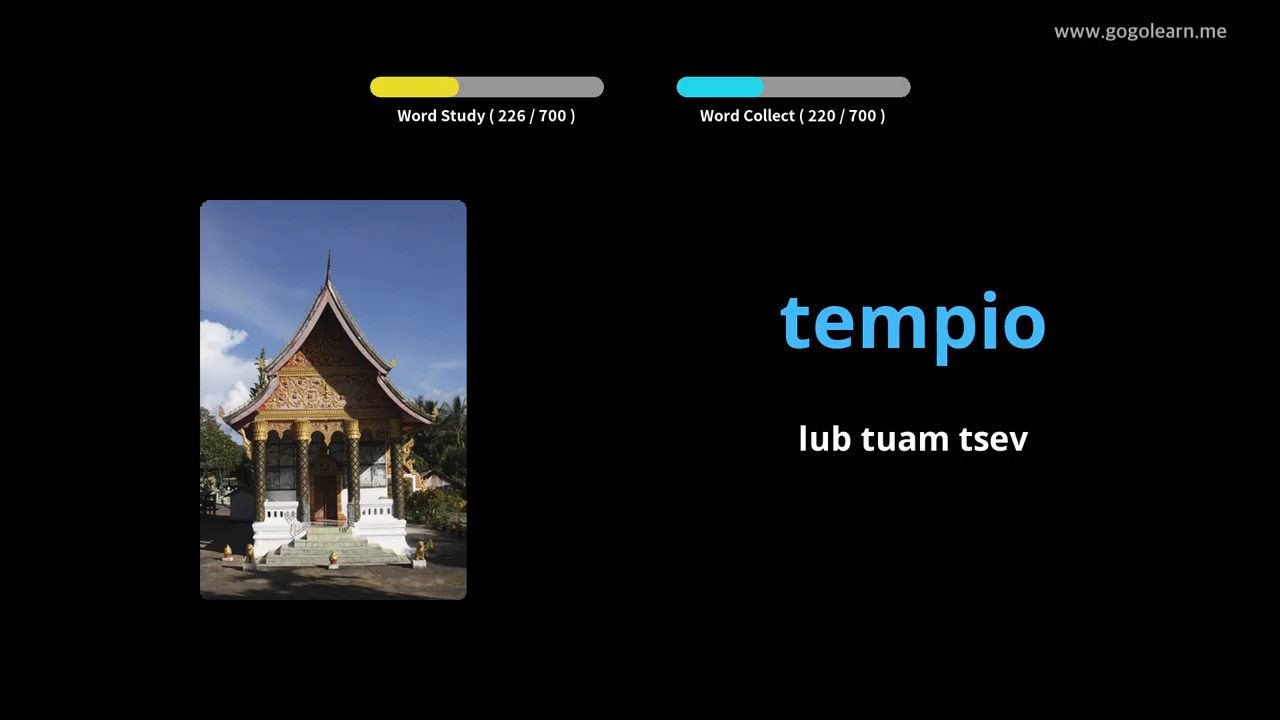 www.gogolearn.me
Word Study ( 226 / 700 )
Word Collect ( 220 / 700 )
tempio
lub tuam tsev